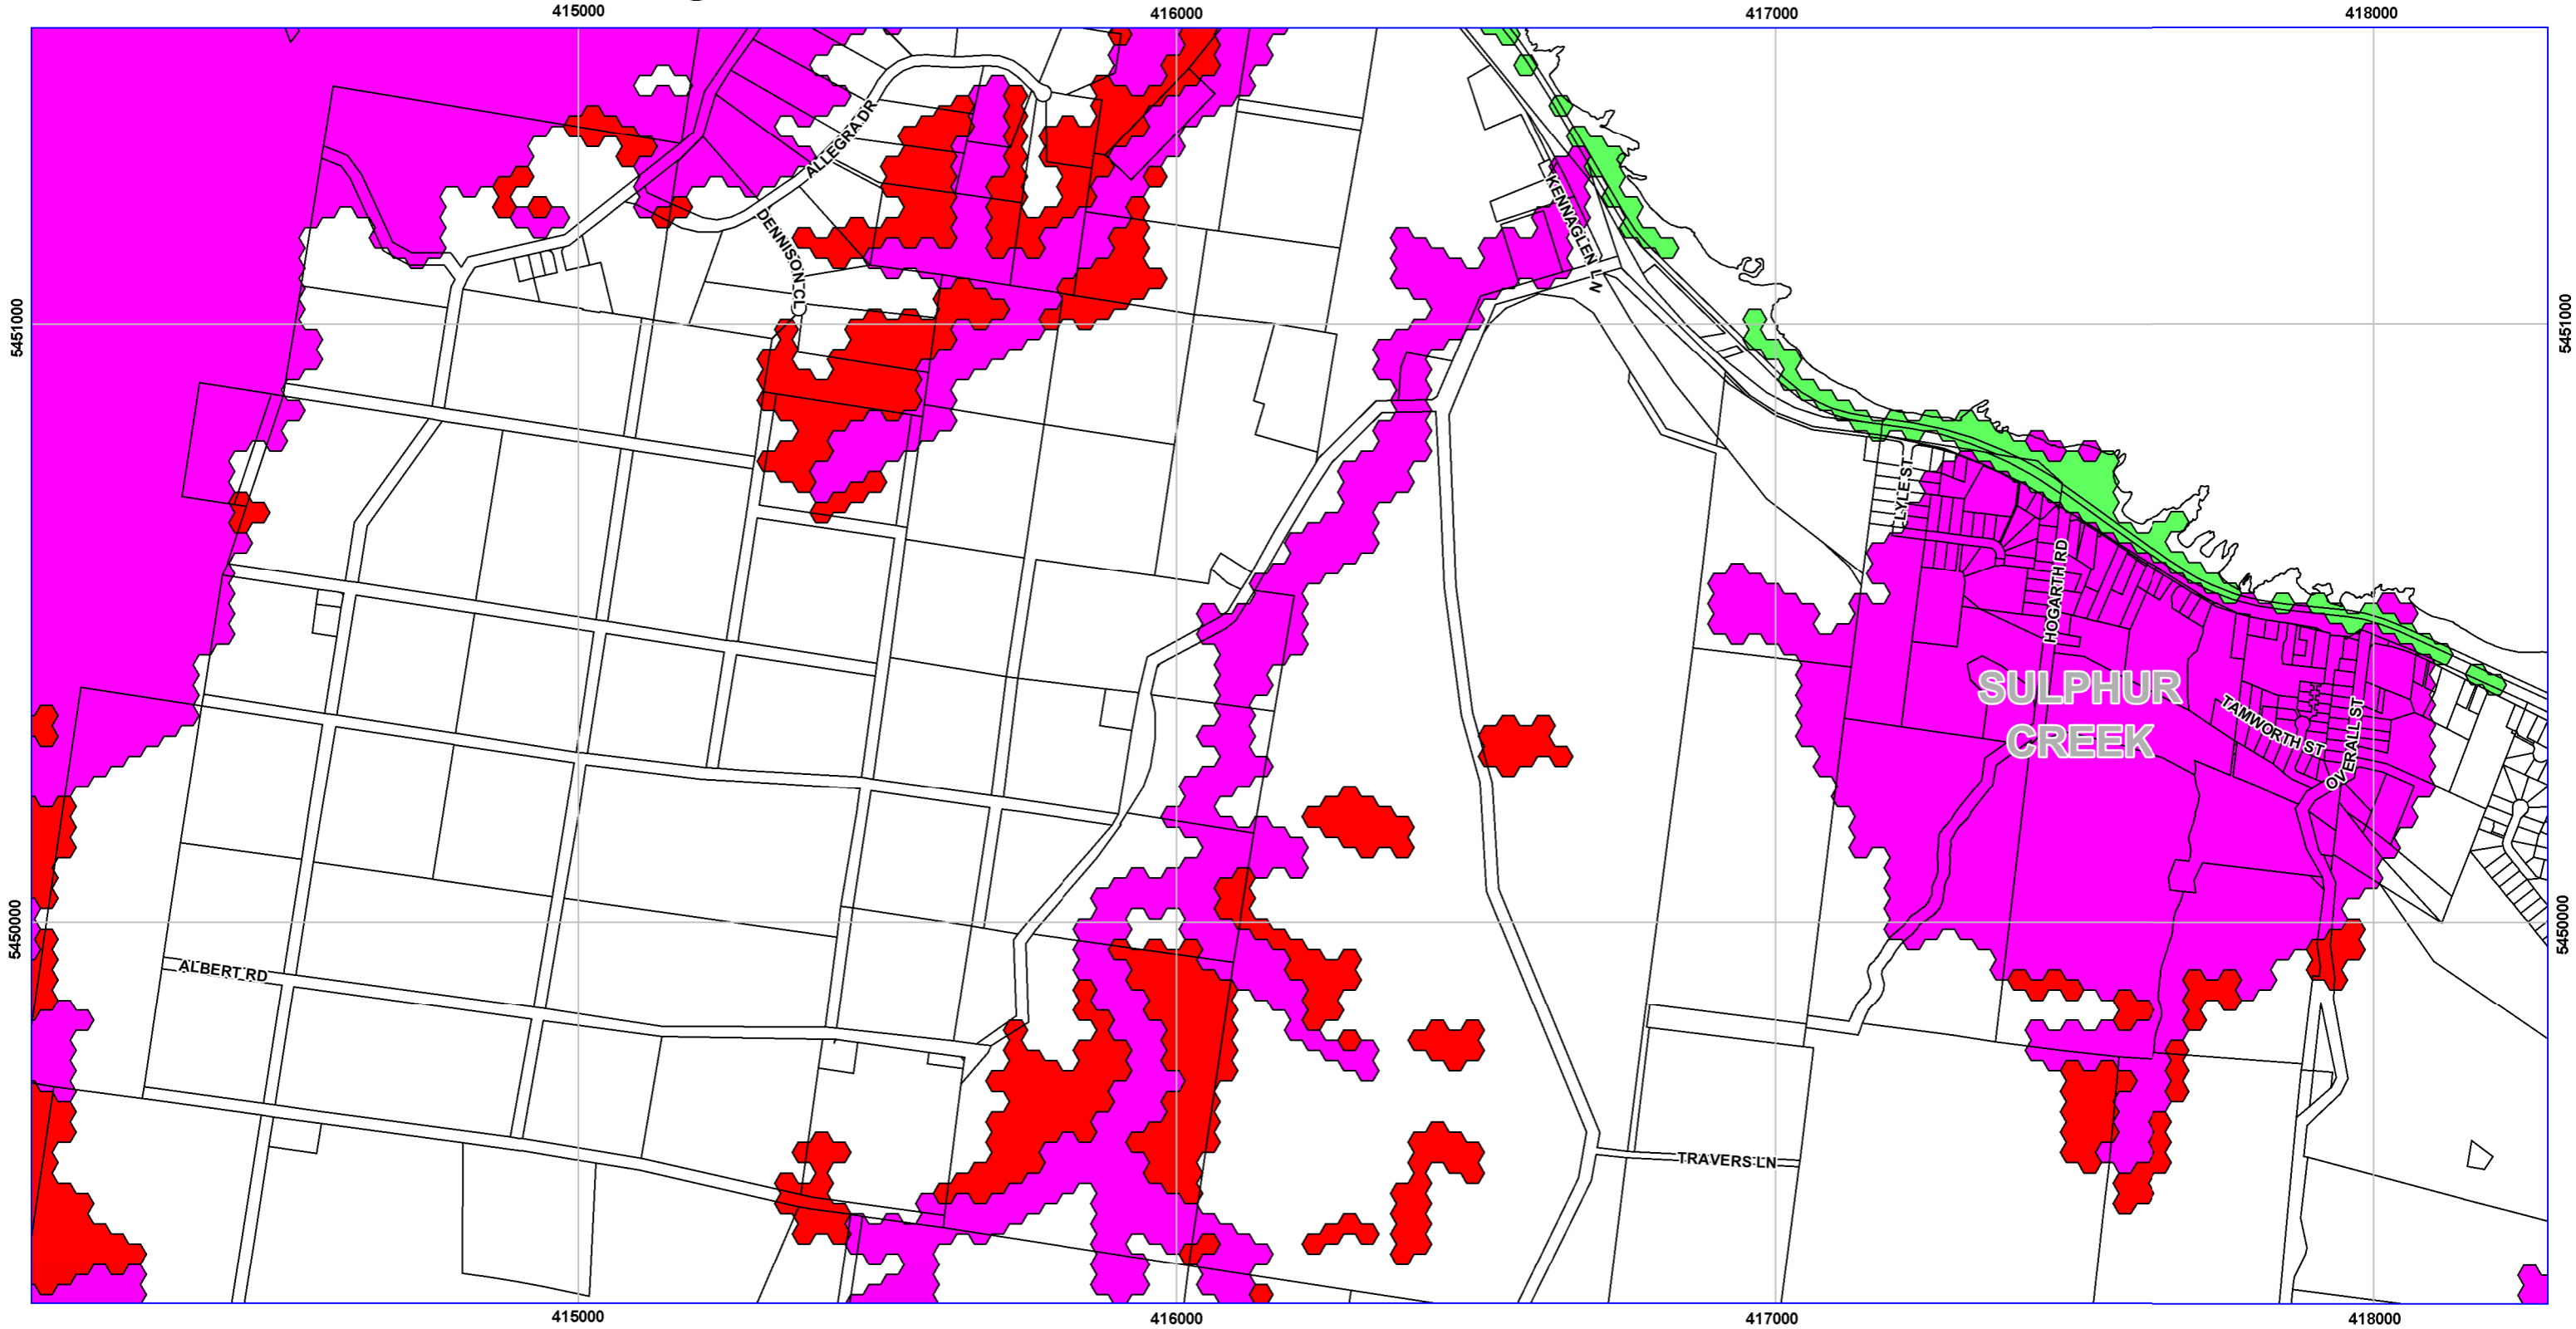 415000
416000
417000
418000
ALLEGRA DR
KENNAGLEN LN
DENNISON CL
5451000
5451000
LYLE ST
HOGARTH RD
SULPHUR
CREEK
TAMWORTH ST
OVERALL ST
5450000
5450000
ALBERT RD
TRAVERS LN
415000
416000
417000
418000